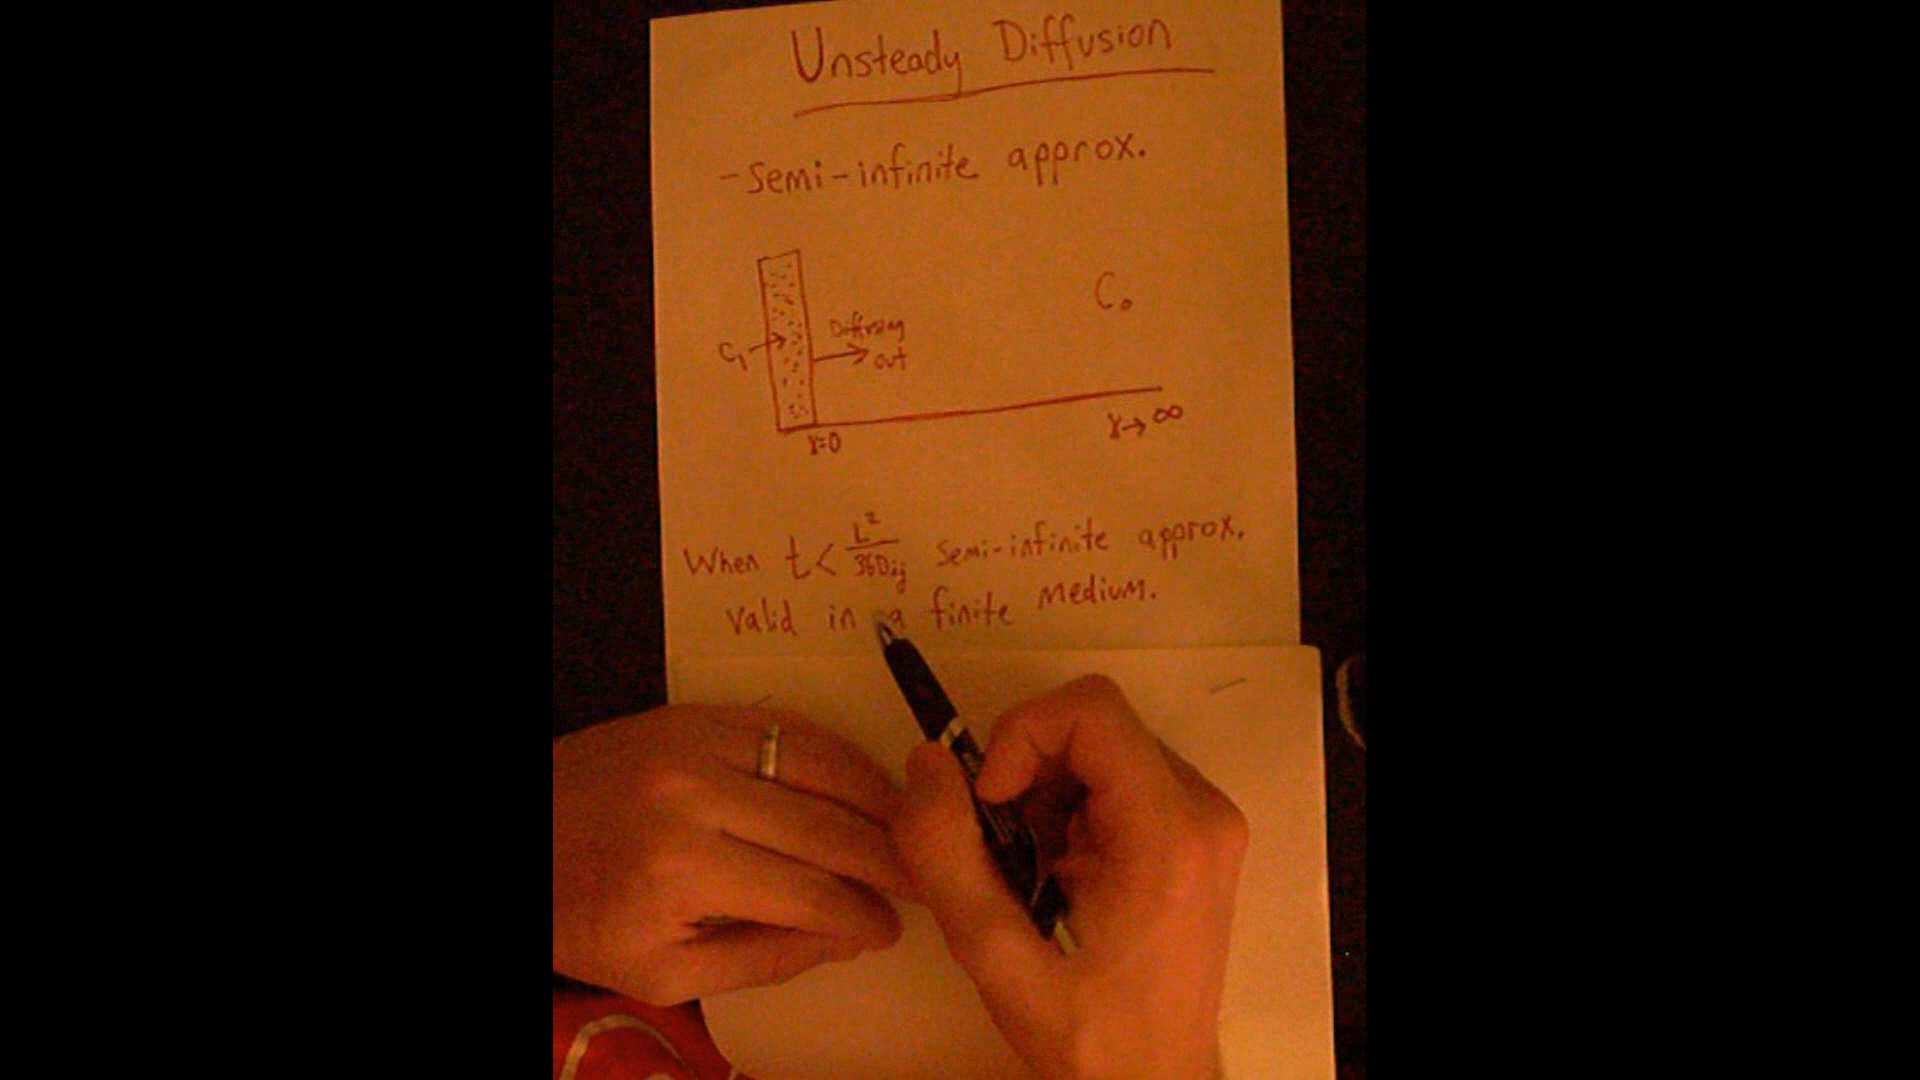 Unsteady Diffusion
- Semi-infinite approx.
C₀
C₁ Diffusing
out
x=0
x→∞
When t < L²/36Dij semi-infinite approx.
valid in a finite medium.